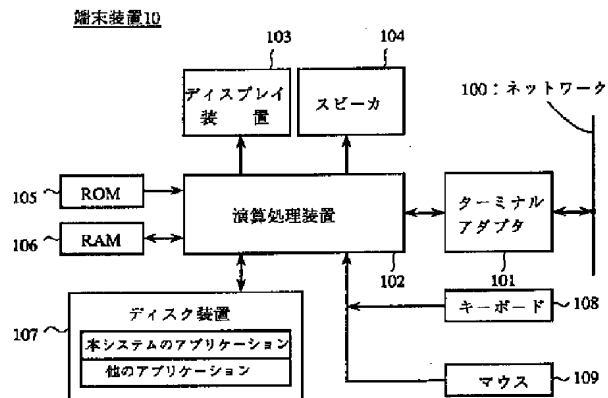 端末装置10
103
104
ディスプレイ
装 置
スピーカ
100：ネットワーク
105
ROM
106
RAM
演算処理装置
102
ターミナル
アダプタ
101
107
ディスク装置
本システムのアプリケーション
他のアプリケーション
キーボード
108
マウス
109